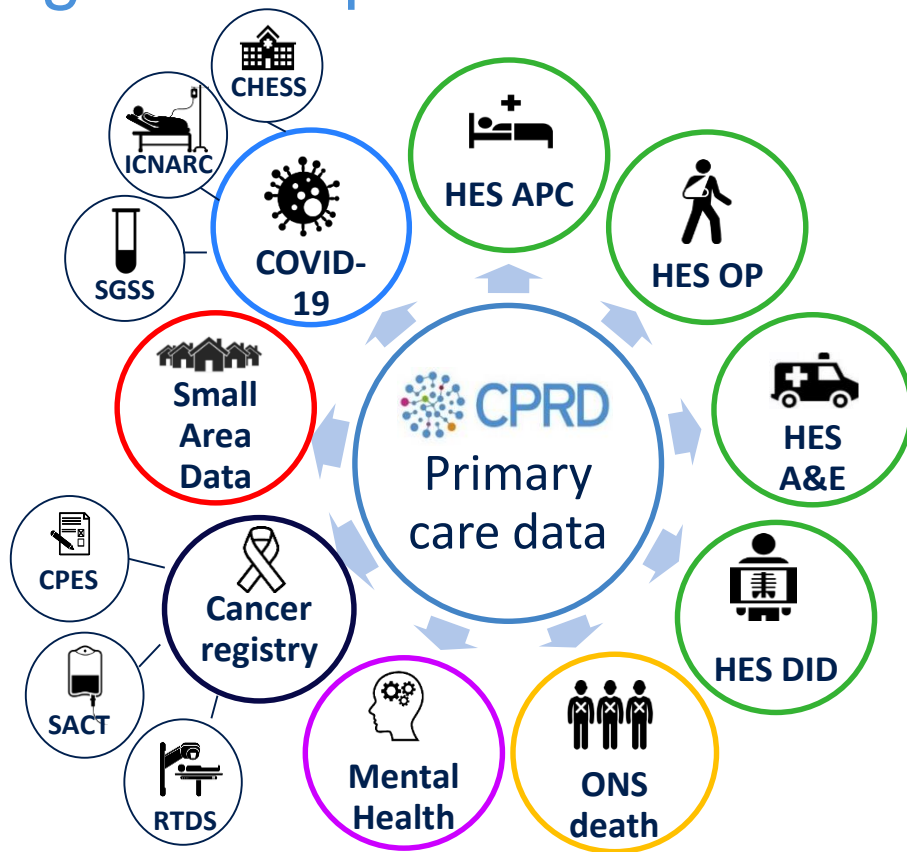 CHESS
ICNARC
SGSS
COVID-
19
HES APC
HES OP
HES
A&E
HES DID
ONS
death
Mental
Health
Cancer
registry
CPES
SACT
RTDS
Small
Area
Data
CPRD
Primary
care data